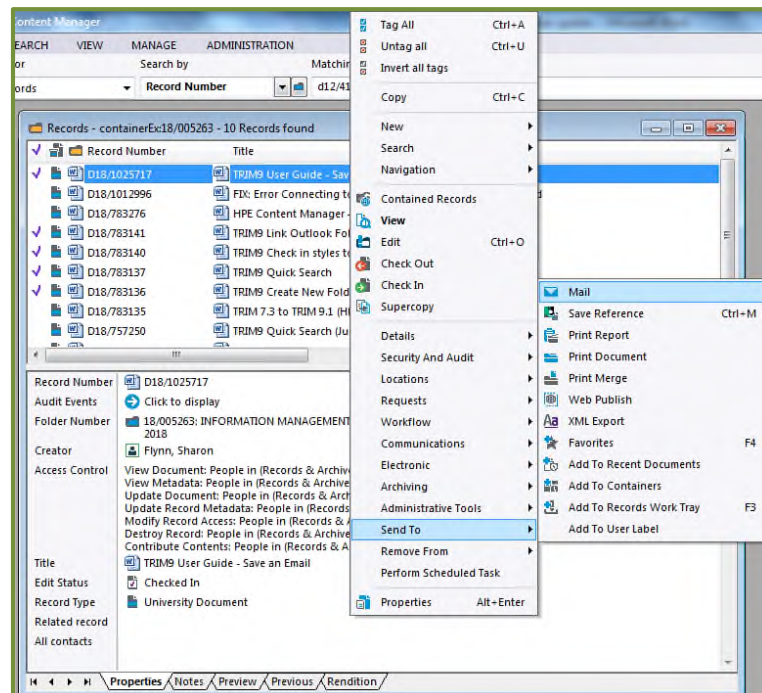 Content Manager
EARCH VIEW MANAGE ADMINISTRATION
or Search by Matchin
ords Record Number d12/41
Records - containerEx:18/005263 - 10 Records found
Record Number Title
D18/1025717 TRIM9 User Guide - Sav
D18/1012996 FIX: Error Connecting to d
D18/783276 HPE Content Manager -
D18/783141 TRIM9 Link Outlook Fol
D18/783140 TRIM9 Check in styles to
D18/783137 TRIM9 Quick Search
D18/783136 TRIM9 Create New Fold
D18/783135 TRIM 7.3 to TRIM 9.1 (H
D18/757250 TRIM9 Quick Search (Ju
Record Number D18/1025717
Audit Events Click to display
Folder Number 18/005263: INFORMATION MANAGEMENT
2018
Creator Flynn, Sharon
Access Control View Document: People in (Records & Archive
View Metadata: People in (Records & Archive
Update Document: People in (Records & Arch
Update Record Metadata: People in (Records
Modify Record Access: People in (Records &
Destroy Record: People in (Records & Archive
Contribute Contents: People in (Records & A
Title TRIM9 User Guide - Save an Email
Edit Status Checked In
Record Type University Document
Related record
All contacts
Properties Notes Preview Previous Rendition
Tag All Ctrl+A
Untag all Ctrl+U
Invert all tags
Copy Ctrl+C
New
Search
Navigation
Contained Records
View
Edit Ctrl+O
Check Out
Check In
Supercopy
Details
Security And Audit
Locations
Requests
Workflow
Communications
Electronic
Archiving
Administrative Tools
Send To
Remove From
Perform Scheduled Task
Properties Alt+Enter
Mail
Save Reference Ctrl+M
Print Report
Print Document
Print Merge
Web Publish
XML Export
Favorites F4
Add To Recent Documents
Add To Containers
Add To Records Work Tray F3
Add To User Label